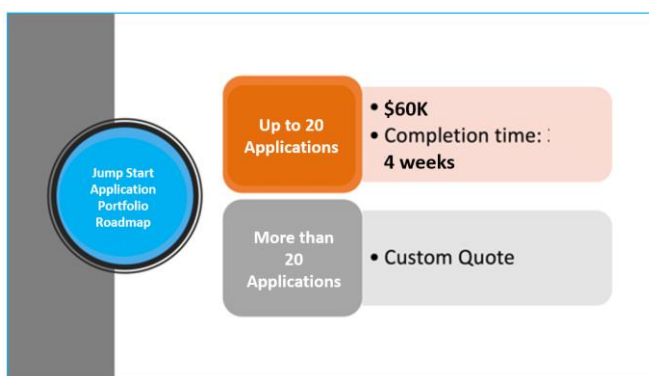 Jump Start
Application
Portfolio
Roadmap
Up to 20
Applications
• $60K
• Completion time:
4 weeks
More than
20
Applications
• Custom Quote